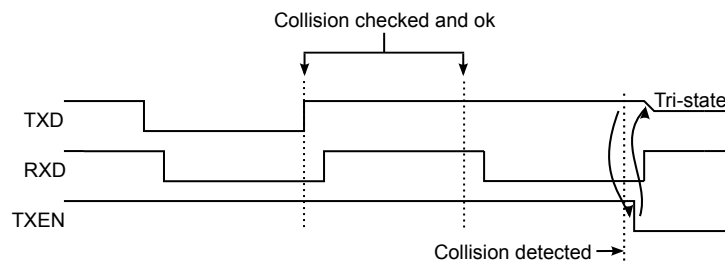 Collision checked and ok
Tri-state
TXD
RXD
TXEN
Collision detected